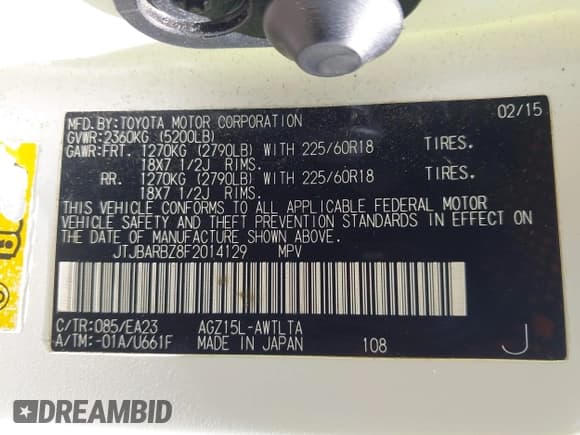 MFD.BY:TOYOTA MOTOR CORPORATION 02/15
GVWR:2360KG (5200LB)
GAWR:FRT. 1270KG (2790LB) WITH 225/60R18 TIRES.
18X7 1/2J RIMS.
RR. 1270KG (2790LB) WITH 225/60R18 TIRES.
18X7 1/2J RIMS.
THIS VEHICLE CONFORMS TO ALL APPLICABLE FEDERAL MOTOR
VEHICLE SAFETY AND THEFT PREVENTION STANDARDS IN EFFECT ON
THE DATE OF MANUFACTURE SHOWN ABOVE.
JTJBARBZ8F2014129 MPV
C/TR:085/EA23 AGZ15L-AWTLTA
A/TM:-01A/U661F MADE IN JAPAN 108 J
DREAMBID